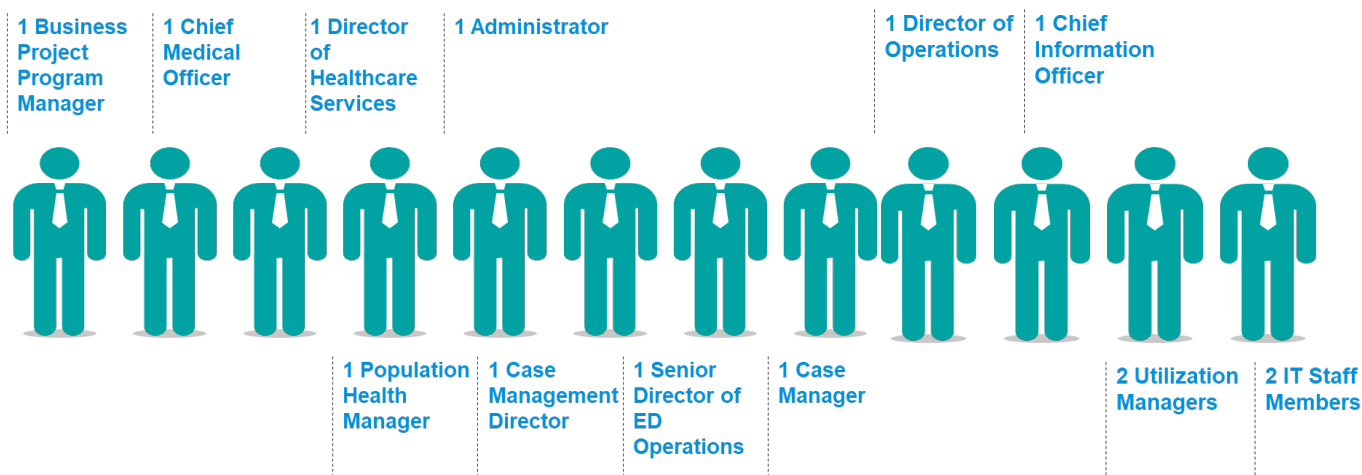 1 Business
Project
Program
Manager
1 Chief
Medical
Officer
1 Director
of
Healthcare
Services
1 Administrator
1 Director of
Operations
1 Chief
Information
Officer
1 Population
Health
Manager
1 Case
Management
Director
1 Senior
Director of
ED
Operations
1 Case
Manager
2 Utilization
Managers
2 IT Staff
Members